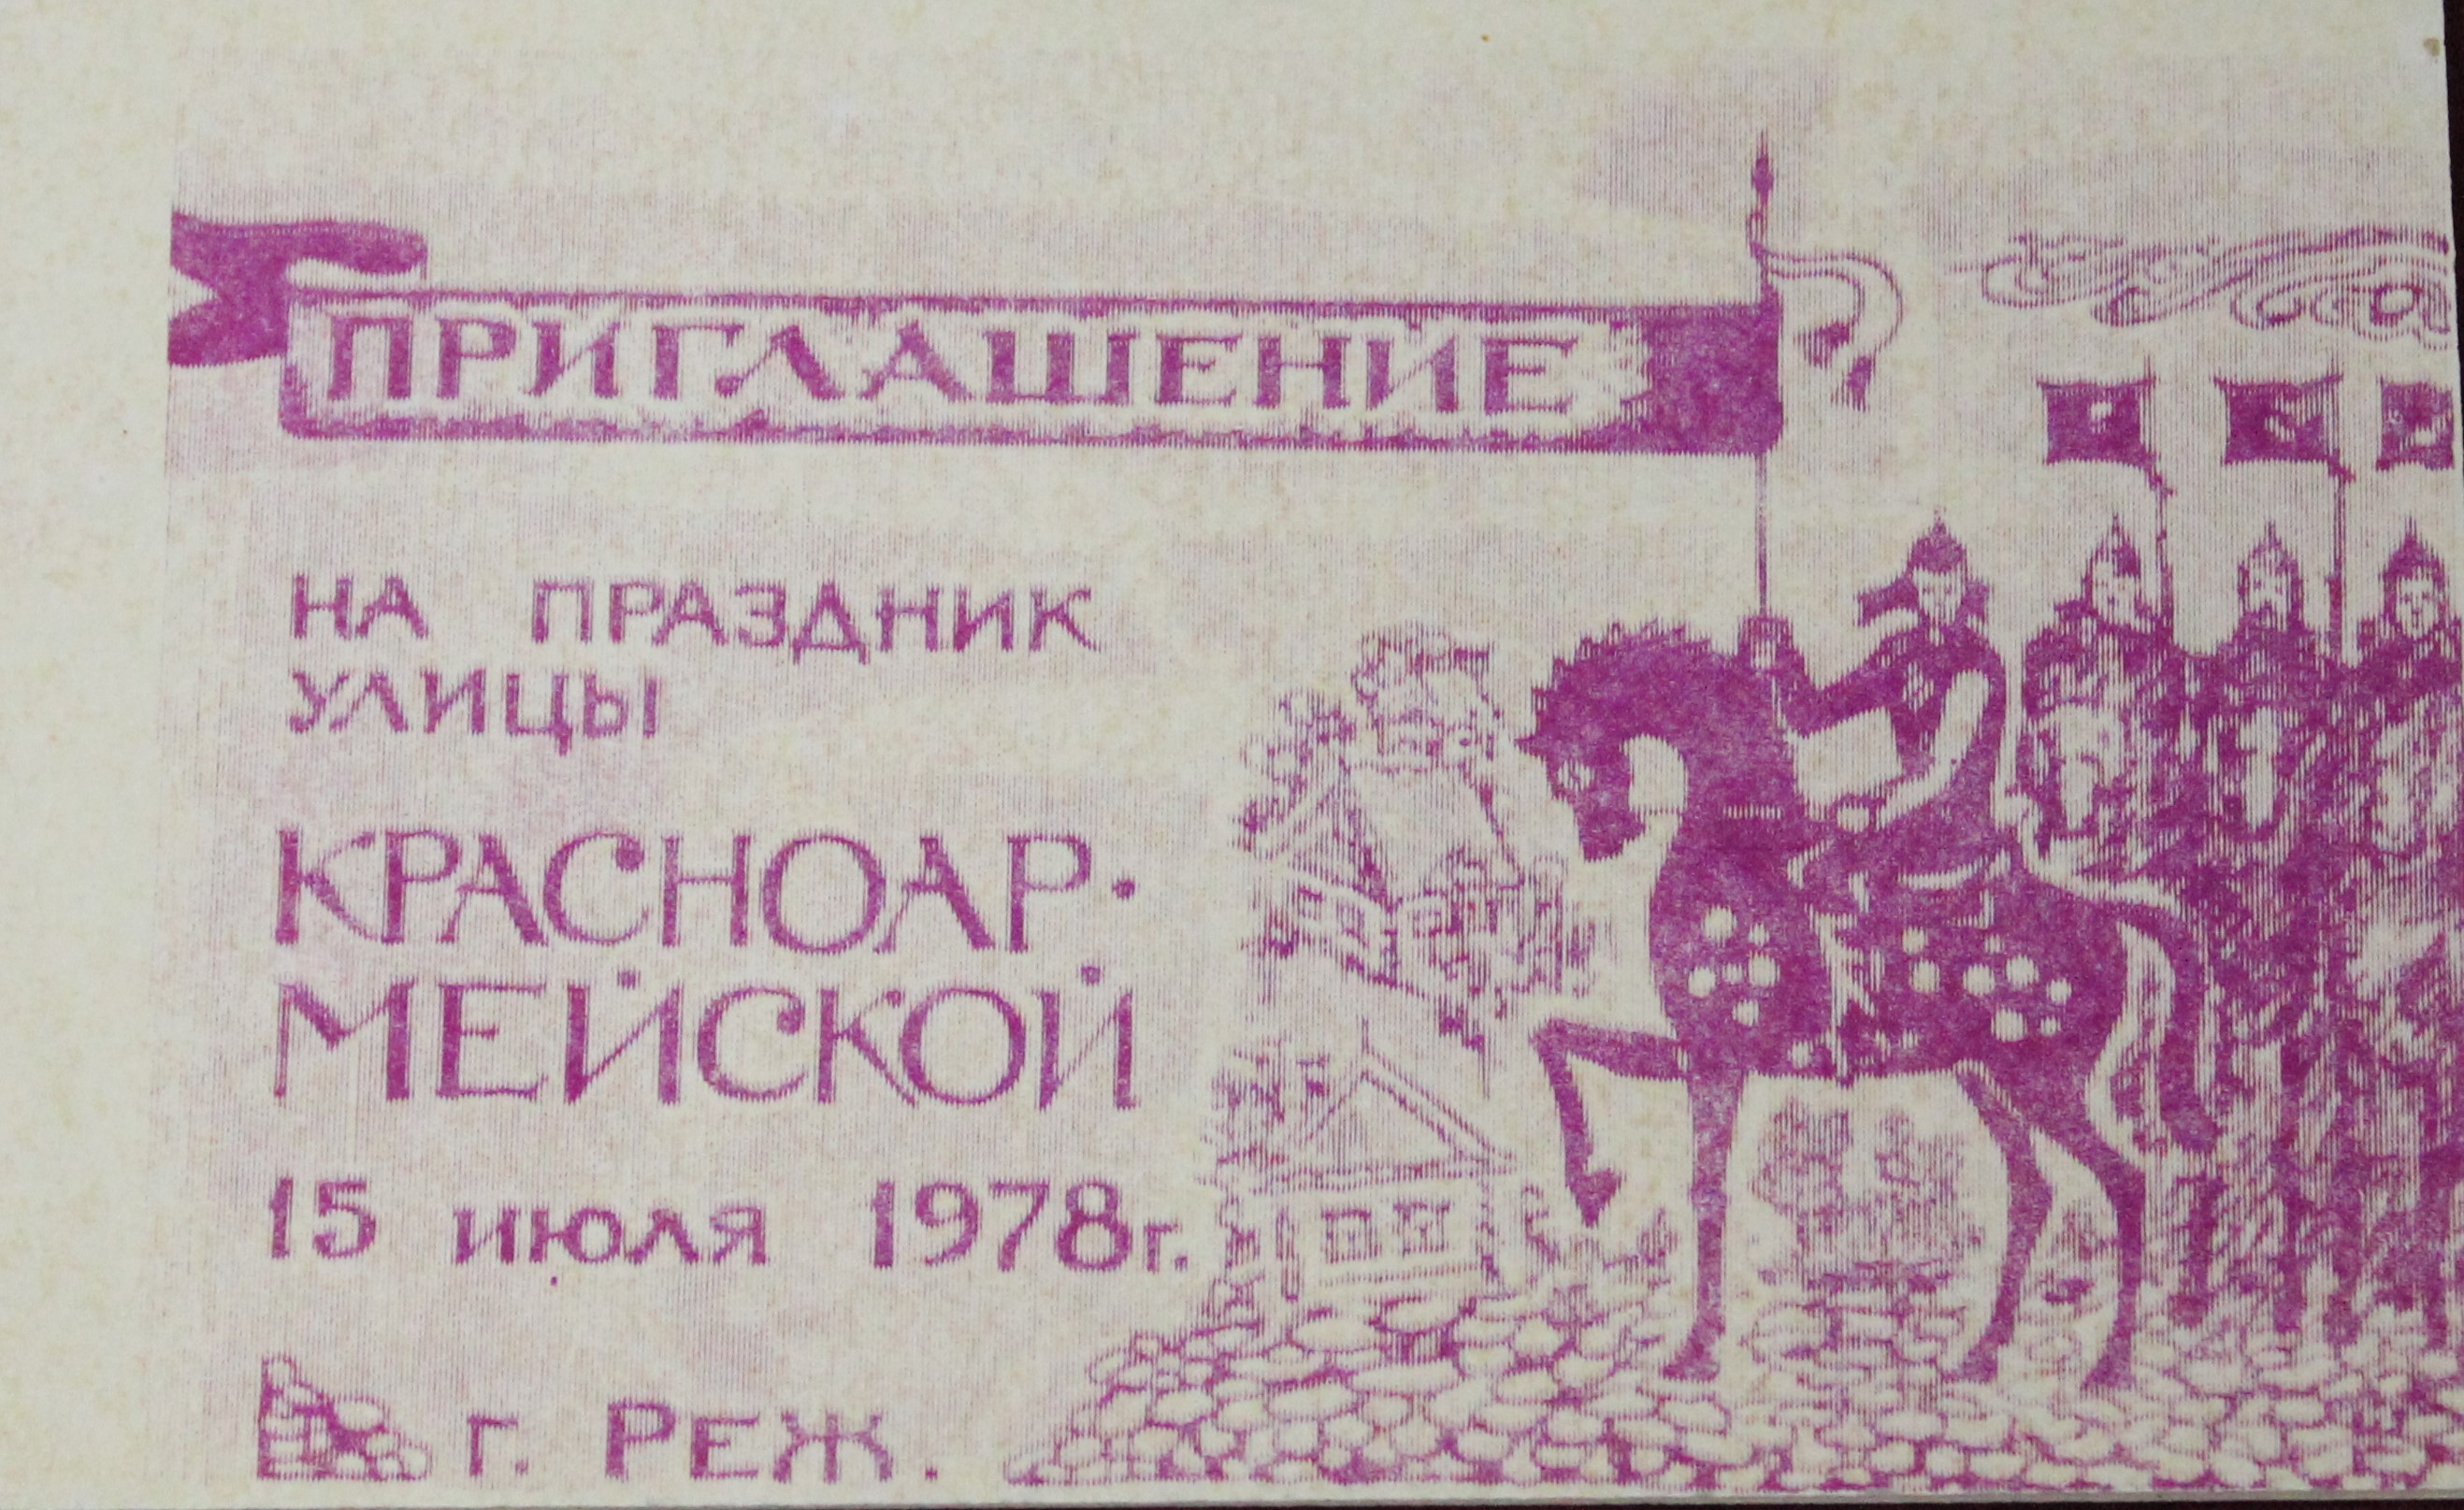 ПРИГЛАШЕНИЕ
НА ПРАЗДНИК
УЛИЦЫ
КРАСНОАР·
МЕЙСКОЙ
15 июля 1978г.
г. РЕЖ.